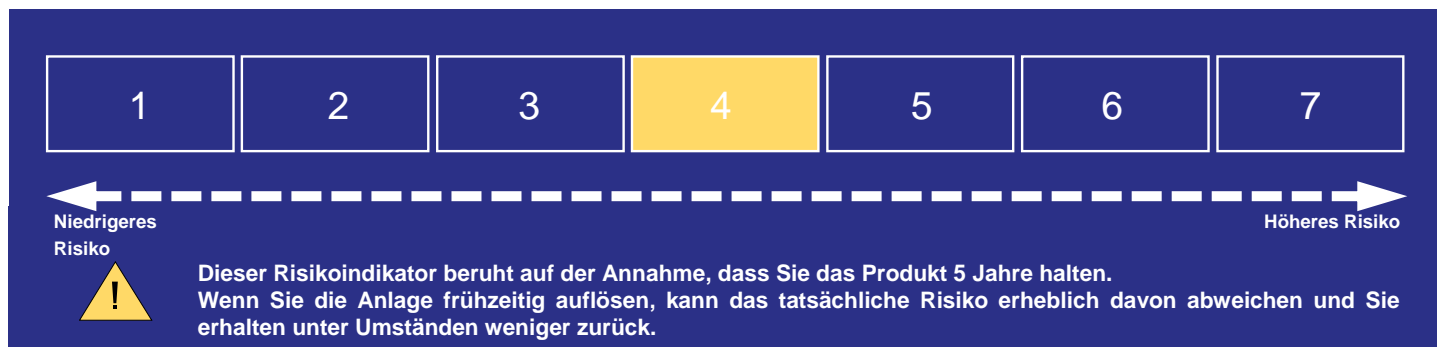 1 2 3 4 5 6 7
Niedrigeres
Risiko
Höheres Risiko
!
Dieser Risikoindikator beruht auf der Annahme, dass Sie das Produkt 5 Jahre halten.
Wenn Sie die Anlage frühzeitig auflösen, kann das tatsächliche Risiko erheblich davon abweichen und Sie
erhalten unter Umständen weniger zurück.